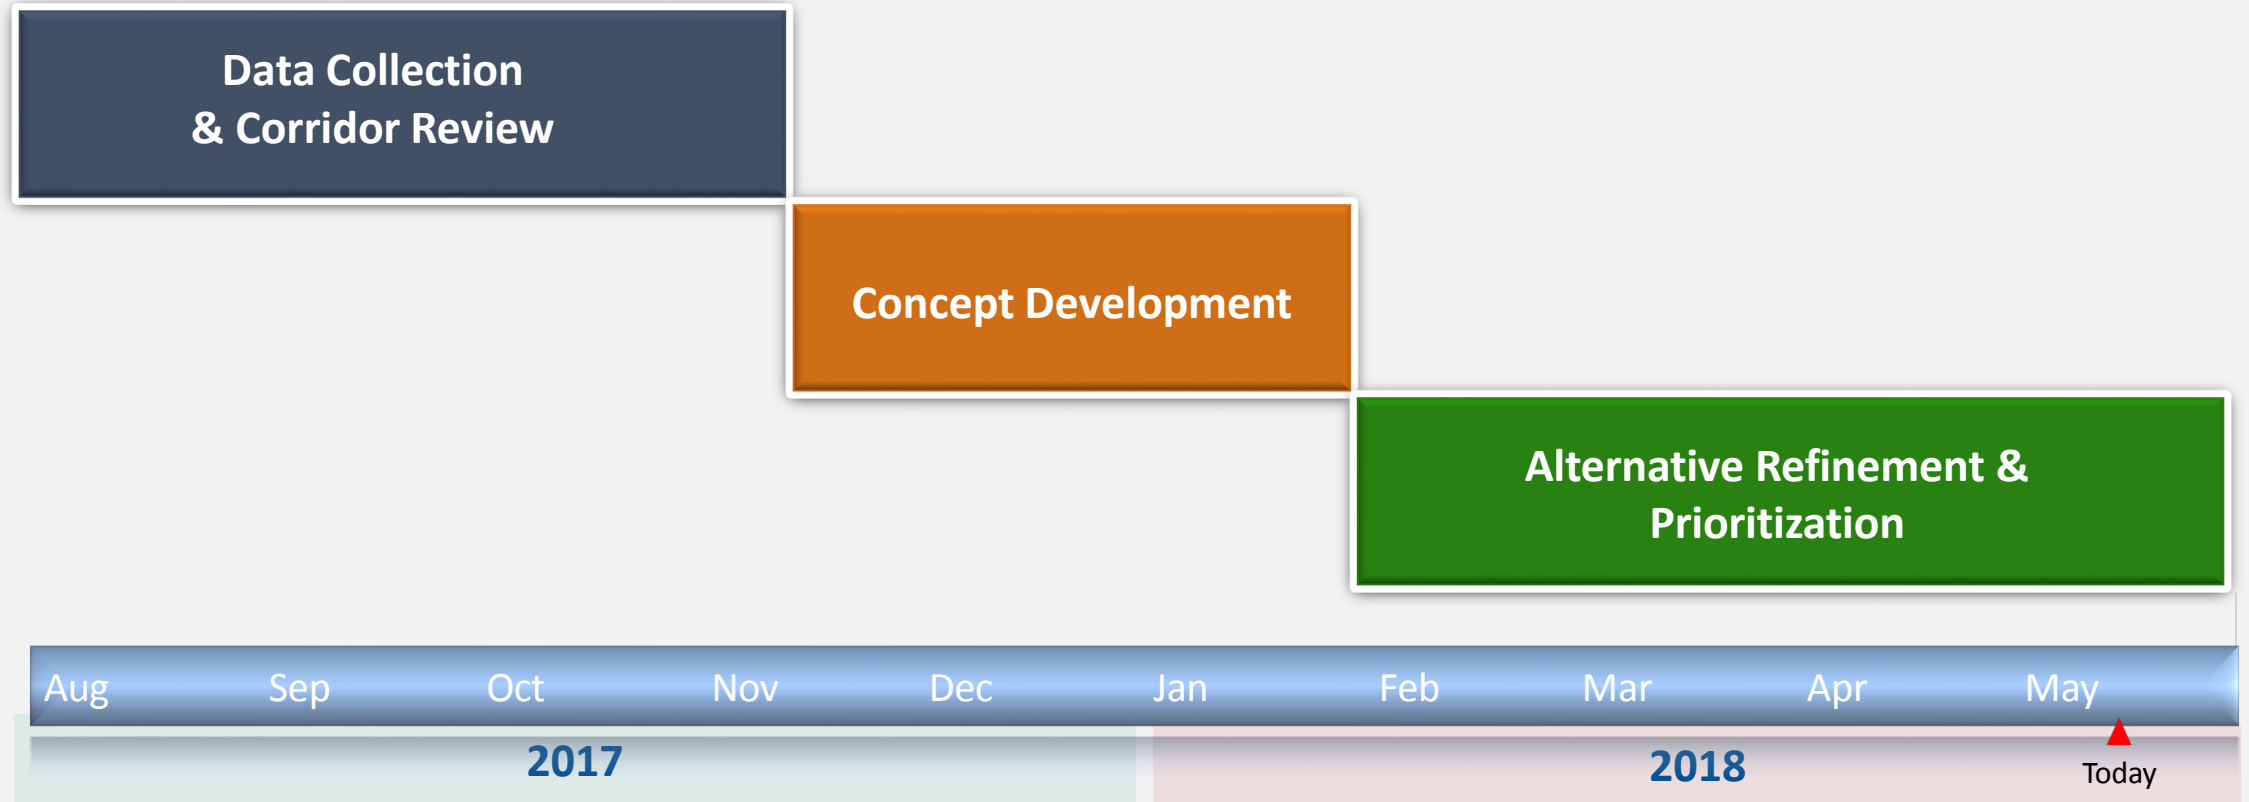 Data Collection
& Corridor Review
Concept Development
Alternative Refinement &
Prioritization
Aug Sep Oct Nov Dec Jan Feb Mar Apr May
2017 2018
Today